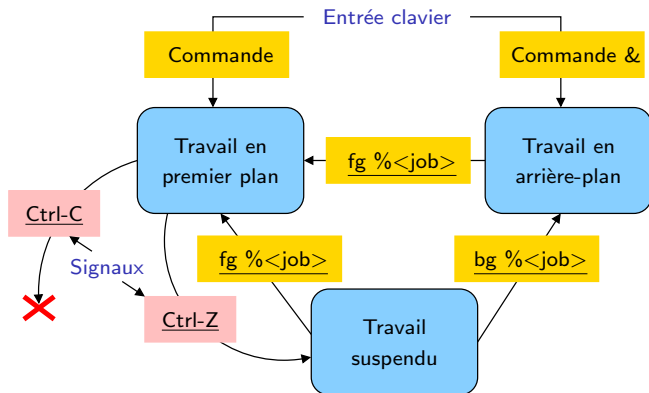 Entrée clavier
Commande
Commande &
Travail en
premier plan
fg %<job>
Travail en
arrière-plan
Ctrl-C
Signaux
fg %<job>
bg %<job>
Ctrl-Z
Travail
suspendu